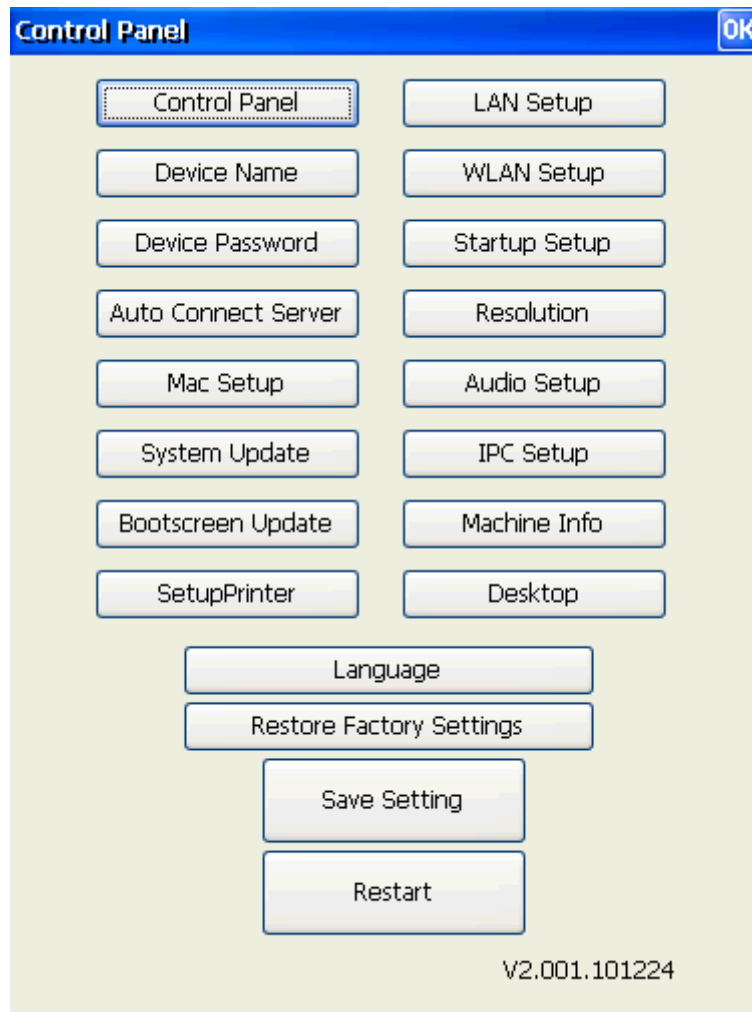 Control Panel OK
Control Panel LAN Setup
Device Name WLAN Setup
Device Password Startup Setup
Auto Connect Server Resolution
Mac Setup Audio Setup
System Update IPC Setup
Bootscreen Update Machine Info
SetupPrinter Desktop
Language
Restore Factory Settings
Save Setting
Restart
V2.001.101224